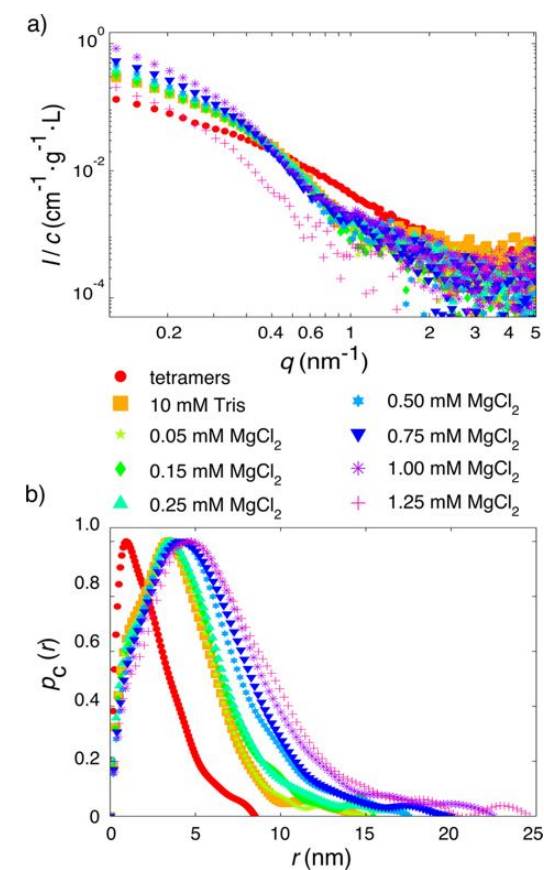 a)
10⁰
10⁻²
10⁻⁴
I / c (cm⁻¹·g⁻¹·L)
0.2 0.4 0.6 1 2 3 4 5
q (nm⁻¹)
tetramers
10 mM Tris
0.05 mM MgCl₂
0.15 mM MgCl₂
0.25 mM MgCl₂
0.50 mM MgCl₂
0.75 mM MgCl₂
1.00 mM MgCl₂
1.25 mM MgCl₂
b)
1.0
0.8
0.6
0.4
0.2
0
p_c (r)
0 5 10 15 20 25
r (nm)